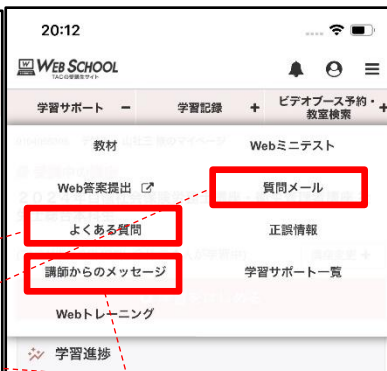 20:12
WEB SCHOOL
TACの受講生サイト
学習サポート － 学習記録 ＋ ビデオブース予約・教室検索 ＋
教材 Webミニテスト
Web答案提出 質問メール
よくある質問 正誤情報
講師からのメッセージ 学習サポート一覧
Webトレーニング
学習進捗